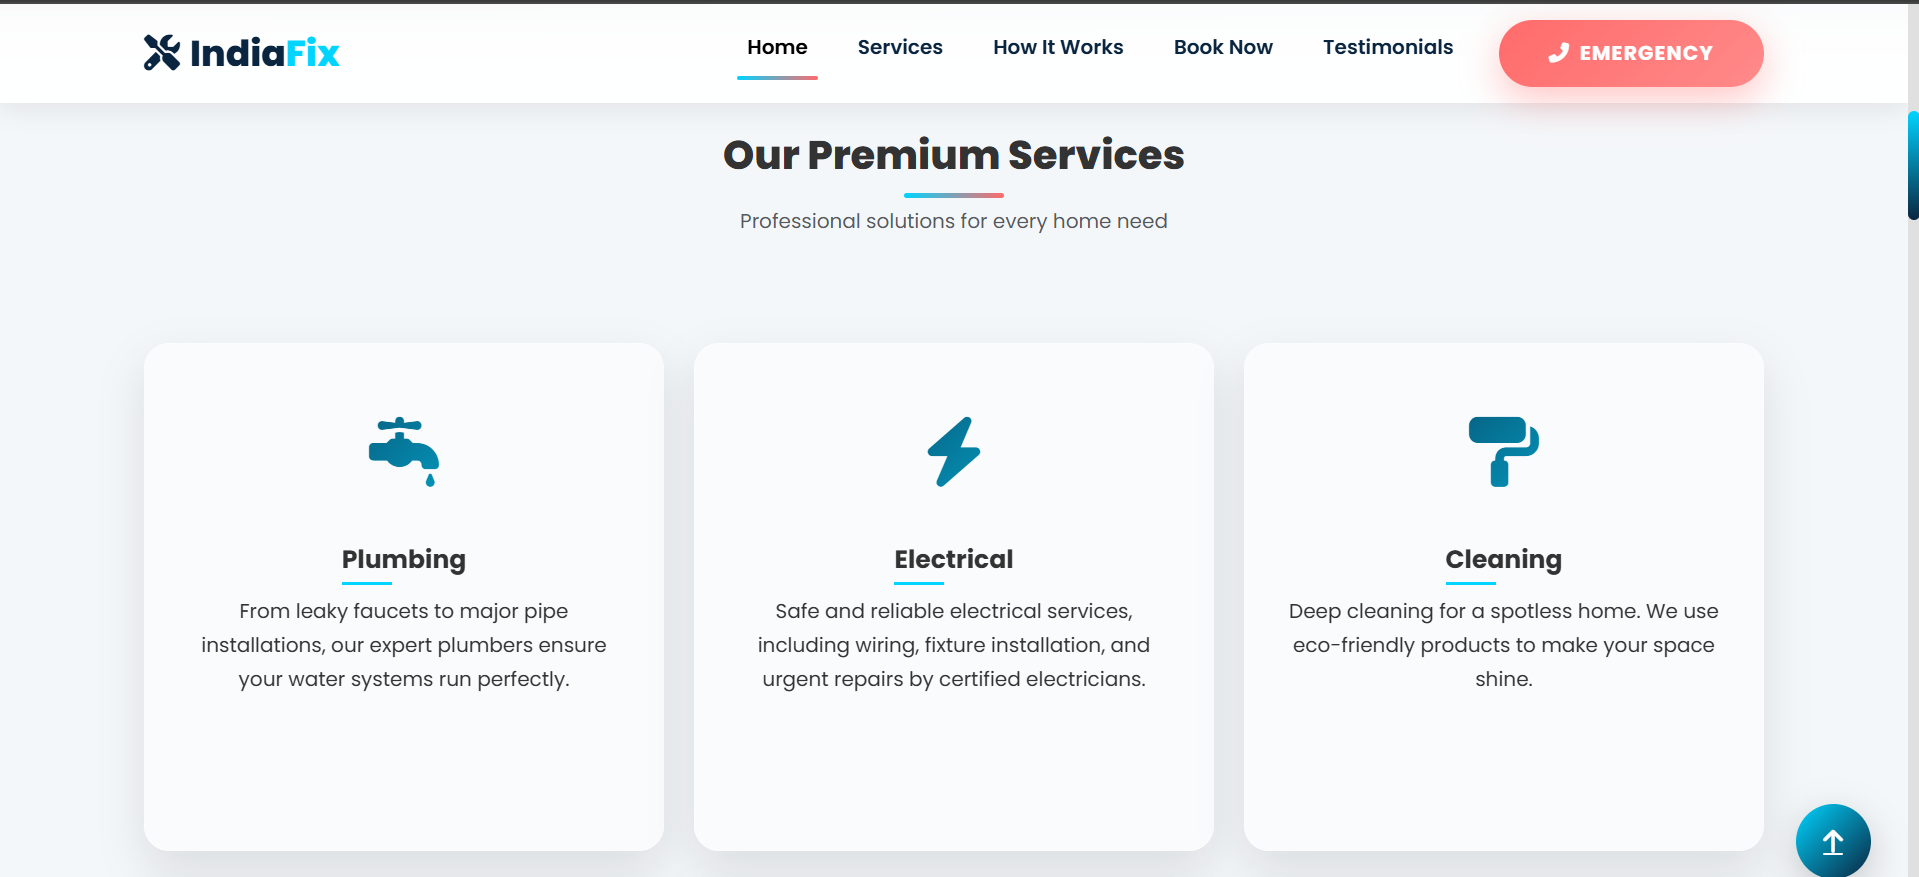 IndiaFix
Home Services How It Works Book Now Testimonials EMERGENCY
Our Premium Services
Professional solutions for every home need
Plumbing
From leaky faucets to major pipe
installations, our expert plumbers ensure
your water systems run perfectly.
Electrical
Safe and reliable electrical services,
including wiring, fixture installation, and
urgent repairs by certified electricians.
Cleaning
Deep cleaning for a spotless home. We use
eco-friendly products to make your space
shine.